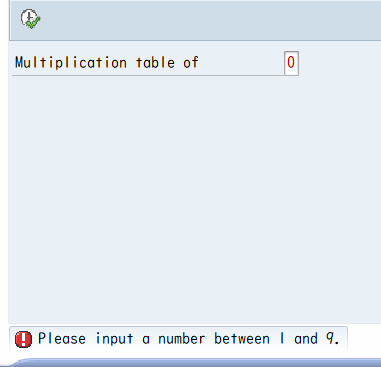 Multiplication table of 0
Please input a number between 1 and 9.